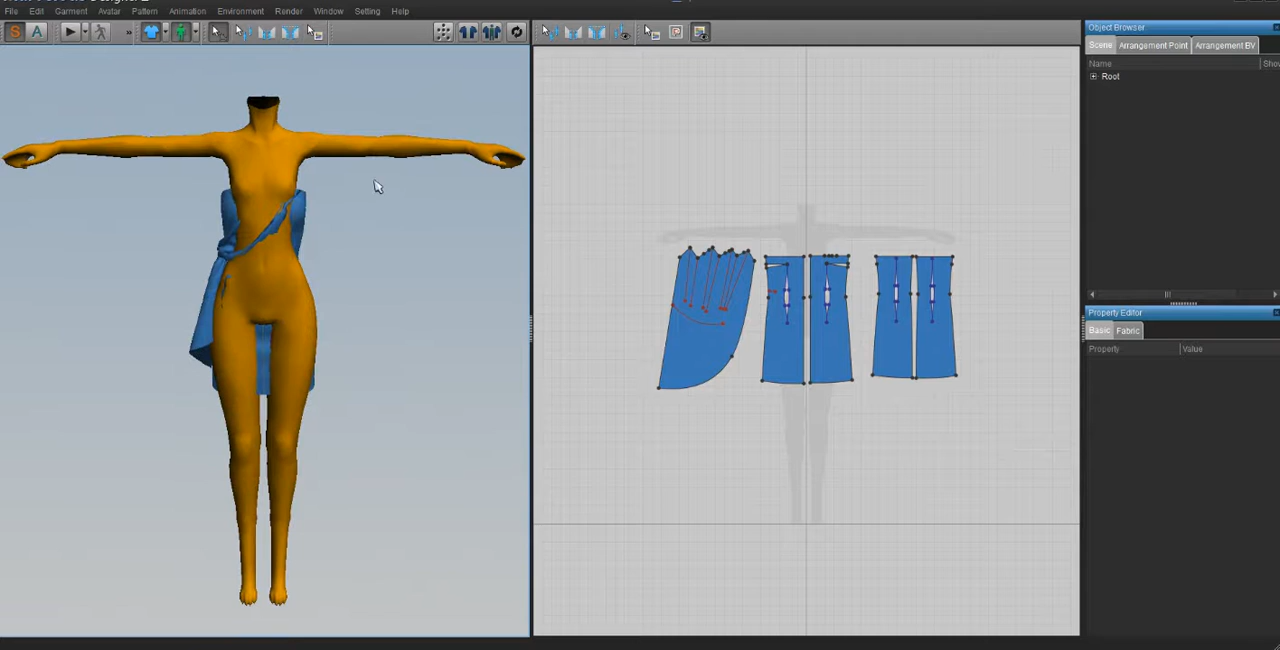 File Edit Garment Avatar Pattern Animation Environment Render Window Setting Help
S A »
Object Browser
Scene Arrangement Point Arrangement BV
Name Show
Root
Property Editor
Basic Fabric
Property Value